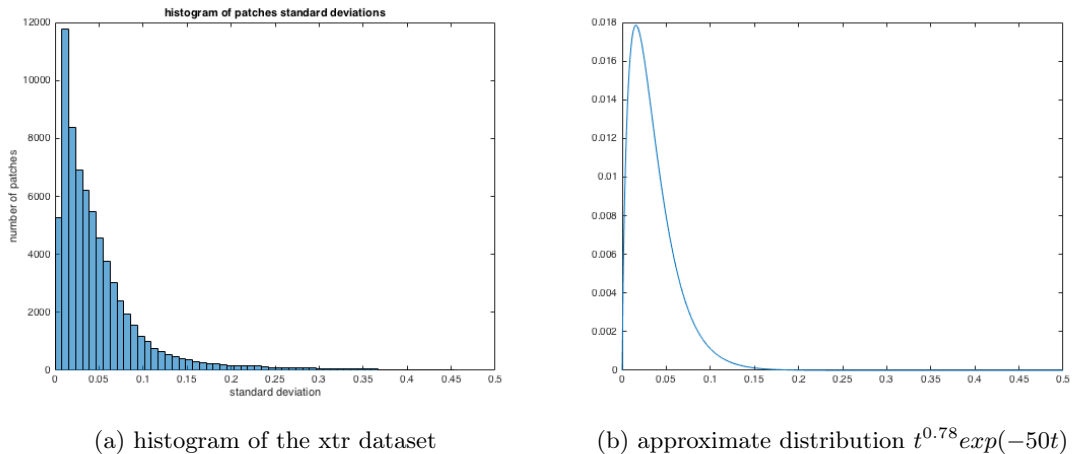 histogram of patches standard deviations
12000
10000
8000
6000
4000
2000
0
number of patches
0 0.05 0.1 0.15 0.2 0.25 0.3 0.35 0.4 0.45 0.5
standard deviation
(a) histogram of the xtr dataset
0.018
0.016
0.014
0.012
0.01
0.008
0.006
0.004
0.002
0
0 0.05 0.1 0.15 0.2 0.25 0.3 0.35 0.4 0.45 0.5
(b) approximate distribution t^{0.78}exp(−50t)